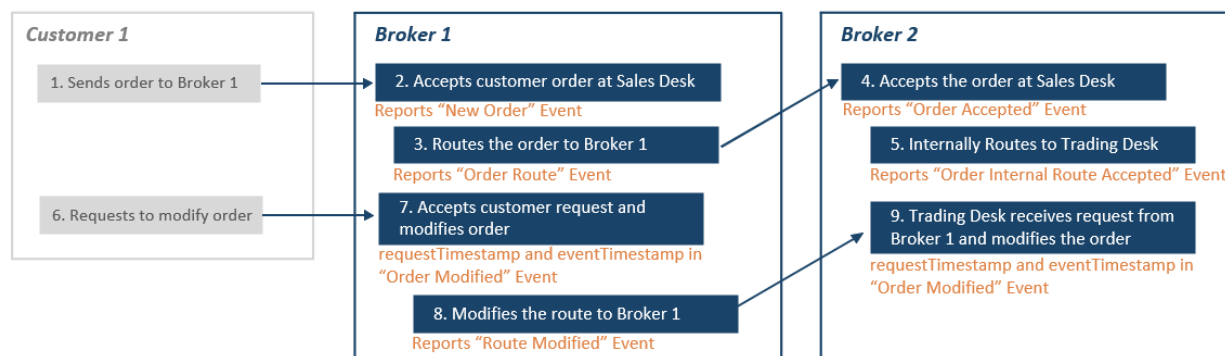 Customer 1
1. Sends order to Broker 1
6. Requests to modify order
Broker 1
2. Accepts customer order at Sales Desk
Reports “New Order” Event
3. Routes the order to Broker 1
Reports “Order Route” Event
7. Accepts customer request and
modifies order
requestTimestamp and eventTimestamp in
“Order Modified” Event
8. Modifies the route to Broker 1
Reports “Route Modified” Event
Broker 2
4. Accepts the order at Sales Desk
Reports “Order Accepted” Event
5. Internally Routes to Trading Desk
Reports “Order Internal Route Accepted” Event
9. Trading Desk receives request from
Broker 1 and modifies the order
requestTimestamp and eventTimestamp in
“Order Modified” Event